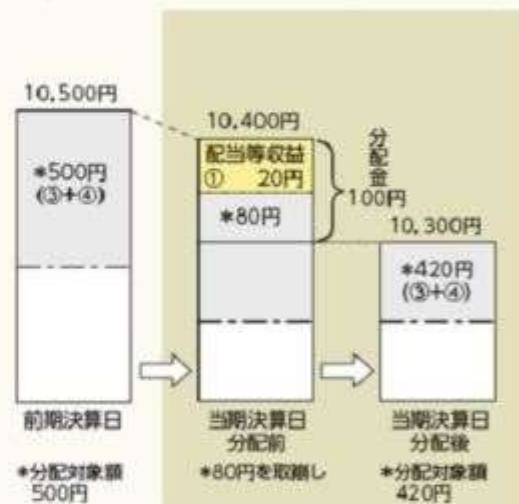 10,500円
*500円
(③+④)
10,400円
配当等収益
① 20円
*80円
分配金
100円
10,300円
*420円
(③+④)
前期決算日
当期決算日
分配前
当期決算日
分配後
*分配対象額
500円
*80円を取崩し
*分配対象額
420円